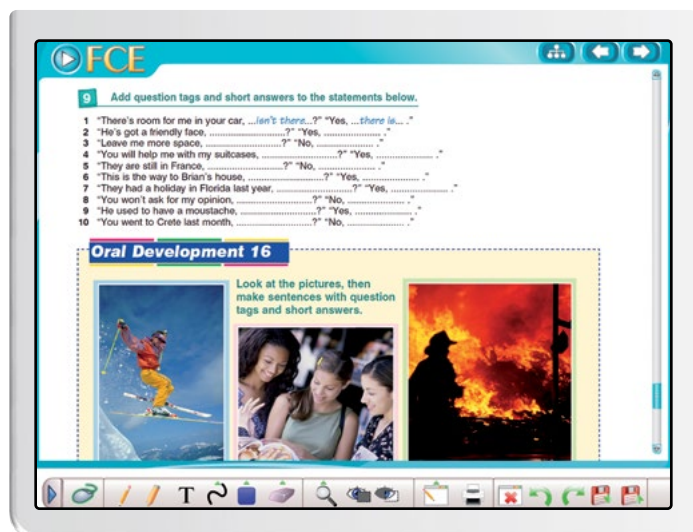 FCE
9 Add question tags and short answers to the statements below.
1 "There's room for me in your car, ...isn't there...?" "Yes, ...there is... ."
2 "He's got a friendly face, ..............................?" "Yes, ....................... ."
3 "Leave me more space, ..............................?" "No, ....................... ."
4 "You will help me with my suitcases, ..............................?" "Yes, ....................... ."
5 "They are still in France, ..............................?" "No, ....................... ."
6 "This is the way to Brian's house, ..............................?" "Yes, ....................... ."
7 "They had a holiday in Florida last year, ..............................?" "Yes, ....................... ."
8 "You won't ask for my opinion, ..............................?" "No, ....................... ."
9 "He used to have a moustache, ..............................?" "Yes, ....................... ."
10 "You went to Crete last month, ..............................?" "No, ....................... ."
Oral Development 16
Look at the pictures, then
make sentences with question
tags and short answers.
T